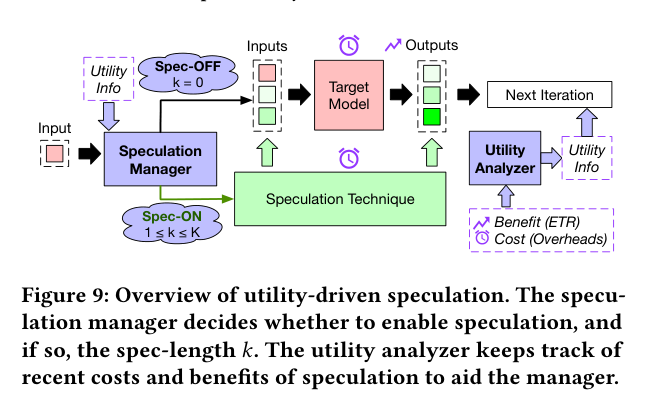 Inputs
Outputs
Utility
Info
Spec-OFF
k = 0
Target
Model
Next Iteration
Input
Speculation
Manager
Utility
Analyzer
Utility
Info
Speculation Technique
Spec-ON
1 ≤ k ≤ K
Benefit (ETR)
Cost (Overheads)
Figure 9: Overview of utility-driven speculation. The specu-
lation manager decides whether to enable speculation, and
if so, the spec-length k. The utility analyzer keeps track of
recent costs and benefits of speculation to aid the manager.